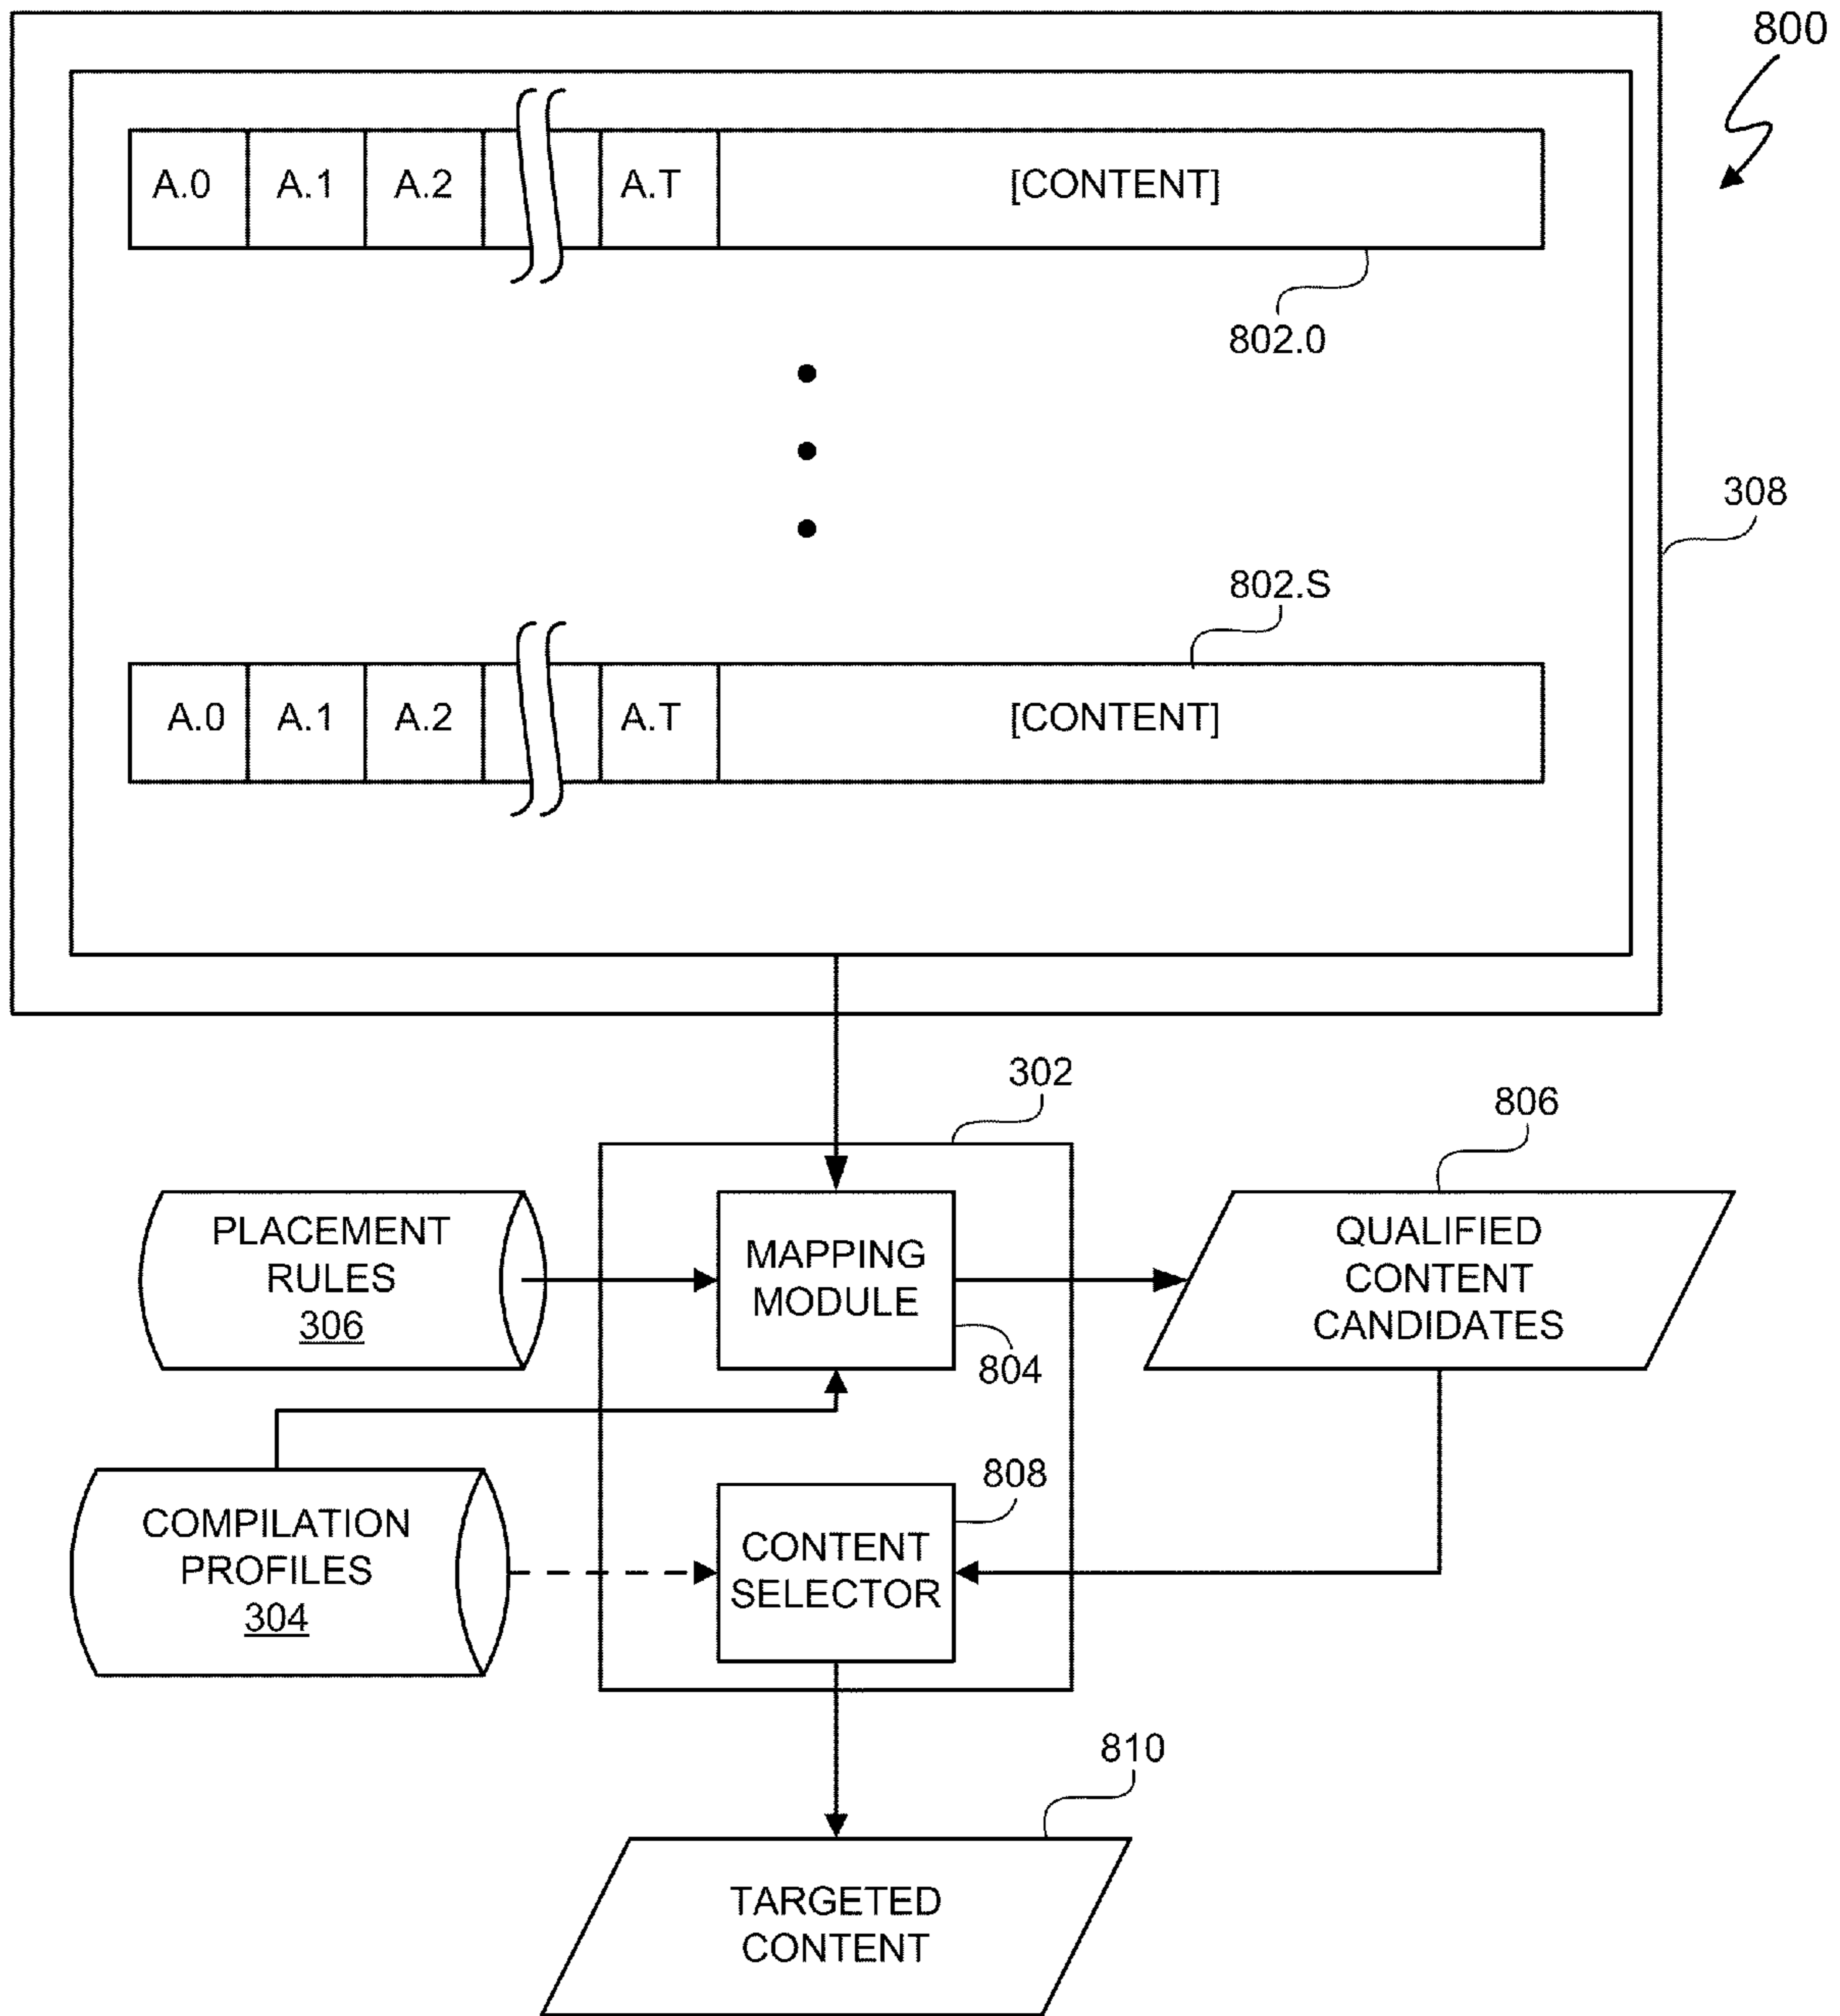 800
A.0 A.1 A.2 A.T [CONTENT]
802.0
308
802.S
A.0 A.1 A.2 A.T [CONTENT]
302
806
PLACEMENT
RULES
306
MAPPING
MODULE
804
QUALIFIED
CONTENT
CANDIDATES
808
COMPILATION
PROFILES
304
CONTENT
SELECTOR
810
TARGETED
CONTENT